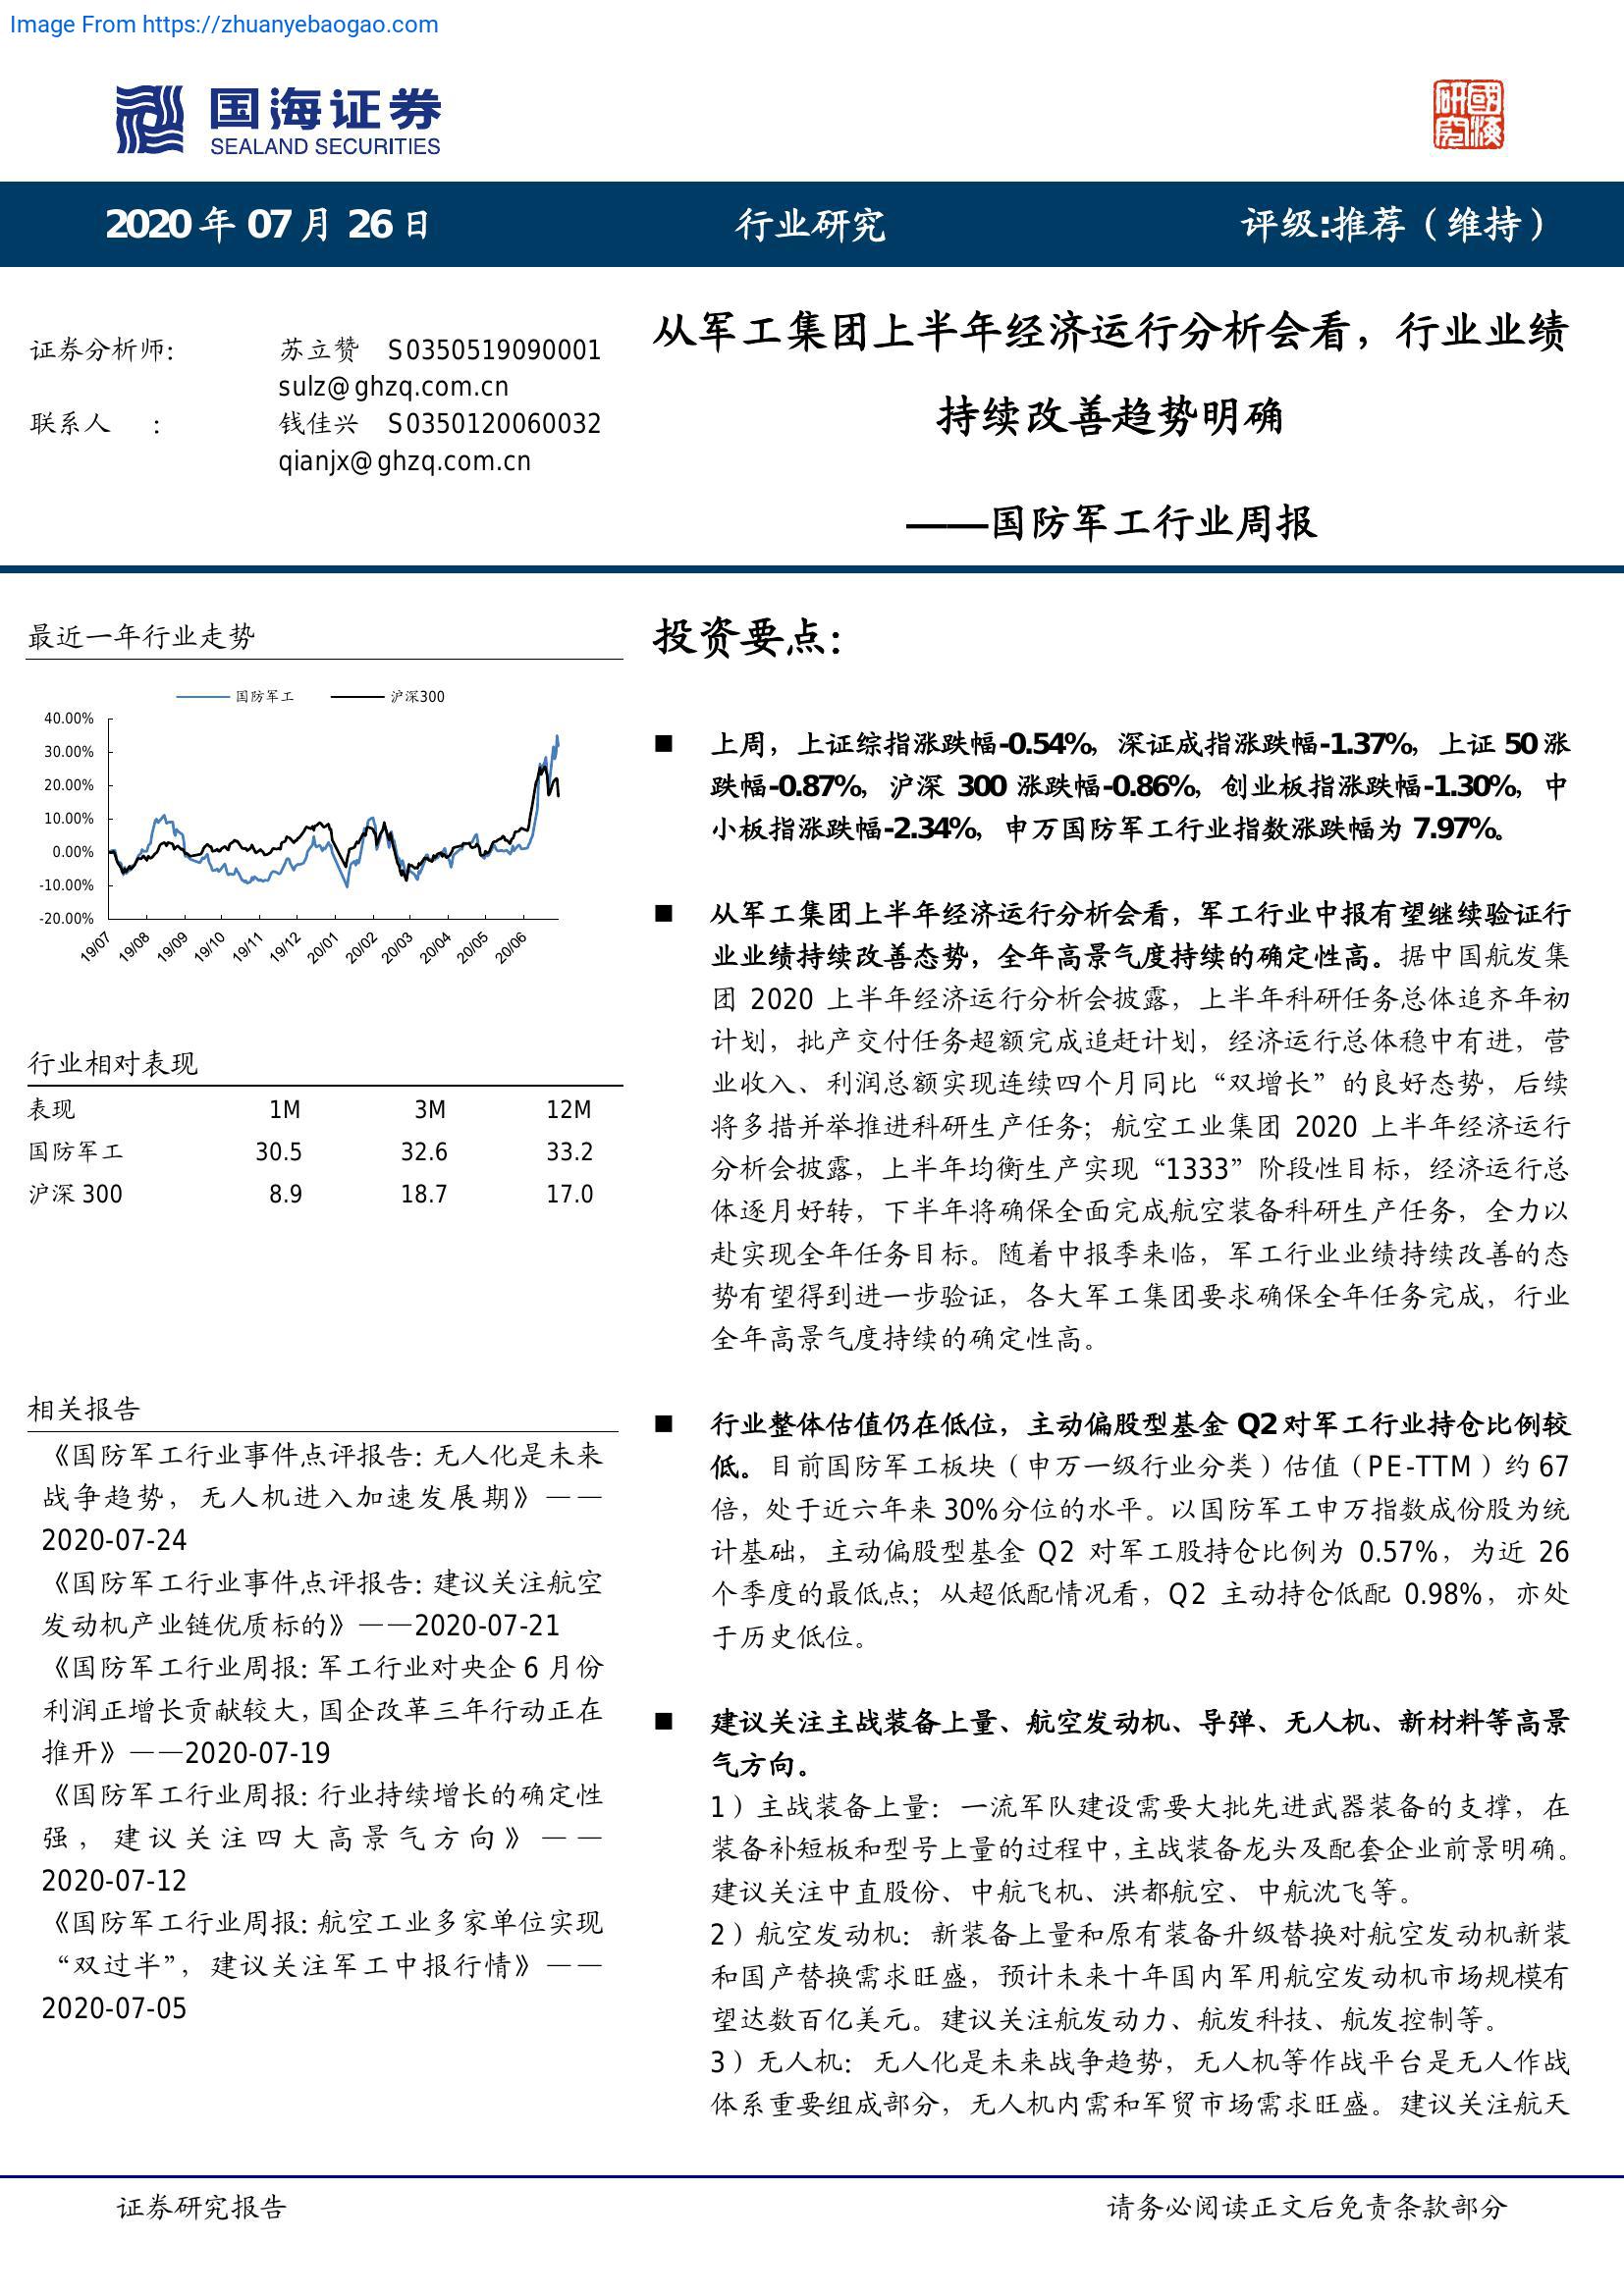 Image From https://zhuanyebaogao.com
国海证券
SEALAND SECURITIES
國海研究
2020 年 07 月 26 日
行业研究
评级:推荐（维持）
证券分析师： 苏立赞 S0350519090001
sulz@ghzq.com.cn
联系人 ： 钱佳兴 S0350120060032
qianjx@ghzq.com.cn
从军工集团上半年经济运行分析会看，行业业绩
持续改善趋势明确
——国防军工行业周报
最近一年行业走势
国防军工 沪深300
40.00%
30.00%
20.00%
10.00%
0.00%
-10.00%
-20.00%
19/07 19/08 19/09 19/10 19/11 19/12 20/01 20/02 20/03 20/04 20/05 20/06
行业相对表现
表现 1M 3M 12M
国防军工 30.5 32.6 33.2
沪深 300 8.9 18.7 17.0
相关报告
《国防军工行业事件点评报告：无人化是未来
战争趋势，无人机进入加速发展期》——
2020-07-24
《国防军工行业事件点评报告：建议关注航空
发动机产业链优质标的》——2020-07-21
《国防军工行业周报：军工行业对央企 6 月份
利润正增长贡献较大，国企改革三年行动正在
推开》——2020-07-19
《国防军工行业周报：行业持续增长的确定性
强，建议关注四大高景气方向》——
2020-07-12
《国防军工行业周报：航空工业多家单位实现
“双过半”，建议关注军工中报行情》——
2020-07-05
投资要点：
■ 上周，上证综指涨跌幅-0.54%，深证成指涨跌幅-1.37%，上证 50 涨
跌幅-0.87%，沪深 300 涨跌幅-0.86%，创业板指涨跌幅-1.30%，中
小板指涨跌幅-2.34%，申万国防军工行业指数涨跌幅为 7.97%。
■ 从军工集团上半年经济运行分析会看，军工行业中报有望继续验证行
业业绩持续改善态势，全年高景气度持续的确定性高。据中国航发集
团 2020 上半年经济运行分析会披露，上半年科研任务总体追齐年初
计划，批产交付任务超额完成追赶计划，经济运行总体稳中有进，营
业收入、利润总额实现连续四个月同比“双增长”的良好态势，后续
将多措并举推进科研生产任务；航空工业集团 2020 上半年经济运行
分析会披露，上半年均衡生产实现“1333”阶段性目标，经济运行总
体逐月好转，下半年将确保全面完成航空装备科研生产任务，全力以
赴实现全年任务目标。随着中报季来临，军工行业业绩持续改善的态
势有望得到进一步验证，各大军工集团要求确保全年任务完成，行业
全年高景气度持续的确定性高。
■ 行业整体估值仍在低位，主动偏股型基金 Q2 对军工行业持仓比例较
低。目前国防军工板块（申万一级行业分类）估值（PE-TTM）约 67
倍，处于近六年来 30%分位的水平。以国防军工申万指数成份股为统
计基础，主动偏股型基金 Q2 对军工股持仓比例为 0.57%，为近 26
个季度的最低点；从超低配情况看，Q2 主动持仓低配 0.98%，亦处
于历史低位。
■ 建议关注主战装备上量、航空发动机、导弹、无人机、新材料等高景
气方向。
1）主战装备上量：一流军队建设需要大批先进武器装备的支撑，在
装备补短板和型号上量的过程中，主战装备龙头及配套企业前景明确。
建议关注中直股份、中航飞机、洪都航空、中航沈飞等。
2）航空发动机：新装备上量和原有装备升级替换对航空发动机新装
和国产替换需求旺盛，预计未来十年国内军用航空发动机市场规模有
望达数百亿美元。建议关注航发动力、航发科技、航发控制等。
3）无人机：无人化是未来战争趋势，无人机等作战平台是无人作战
体系重要组成部分，无人机内需和军贸市场需求旺盛。建议关注航天
证券研究报告
请务必阅读正文后免责条款部分